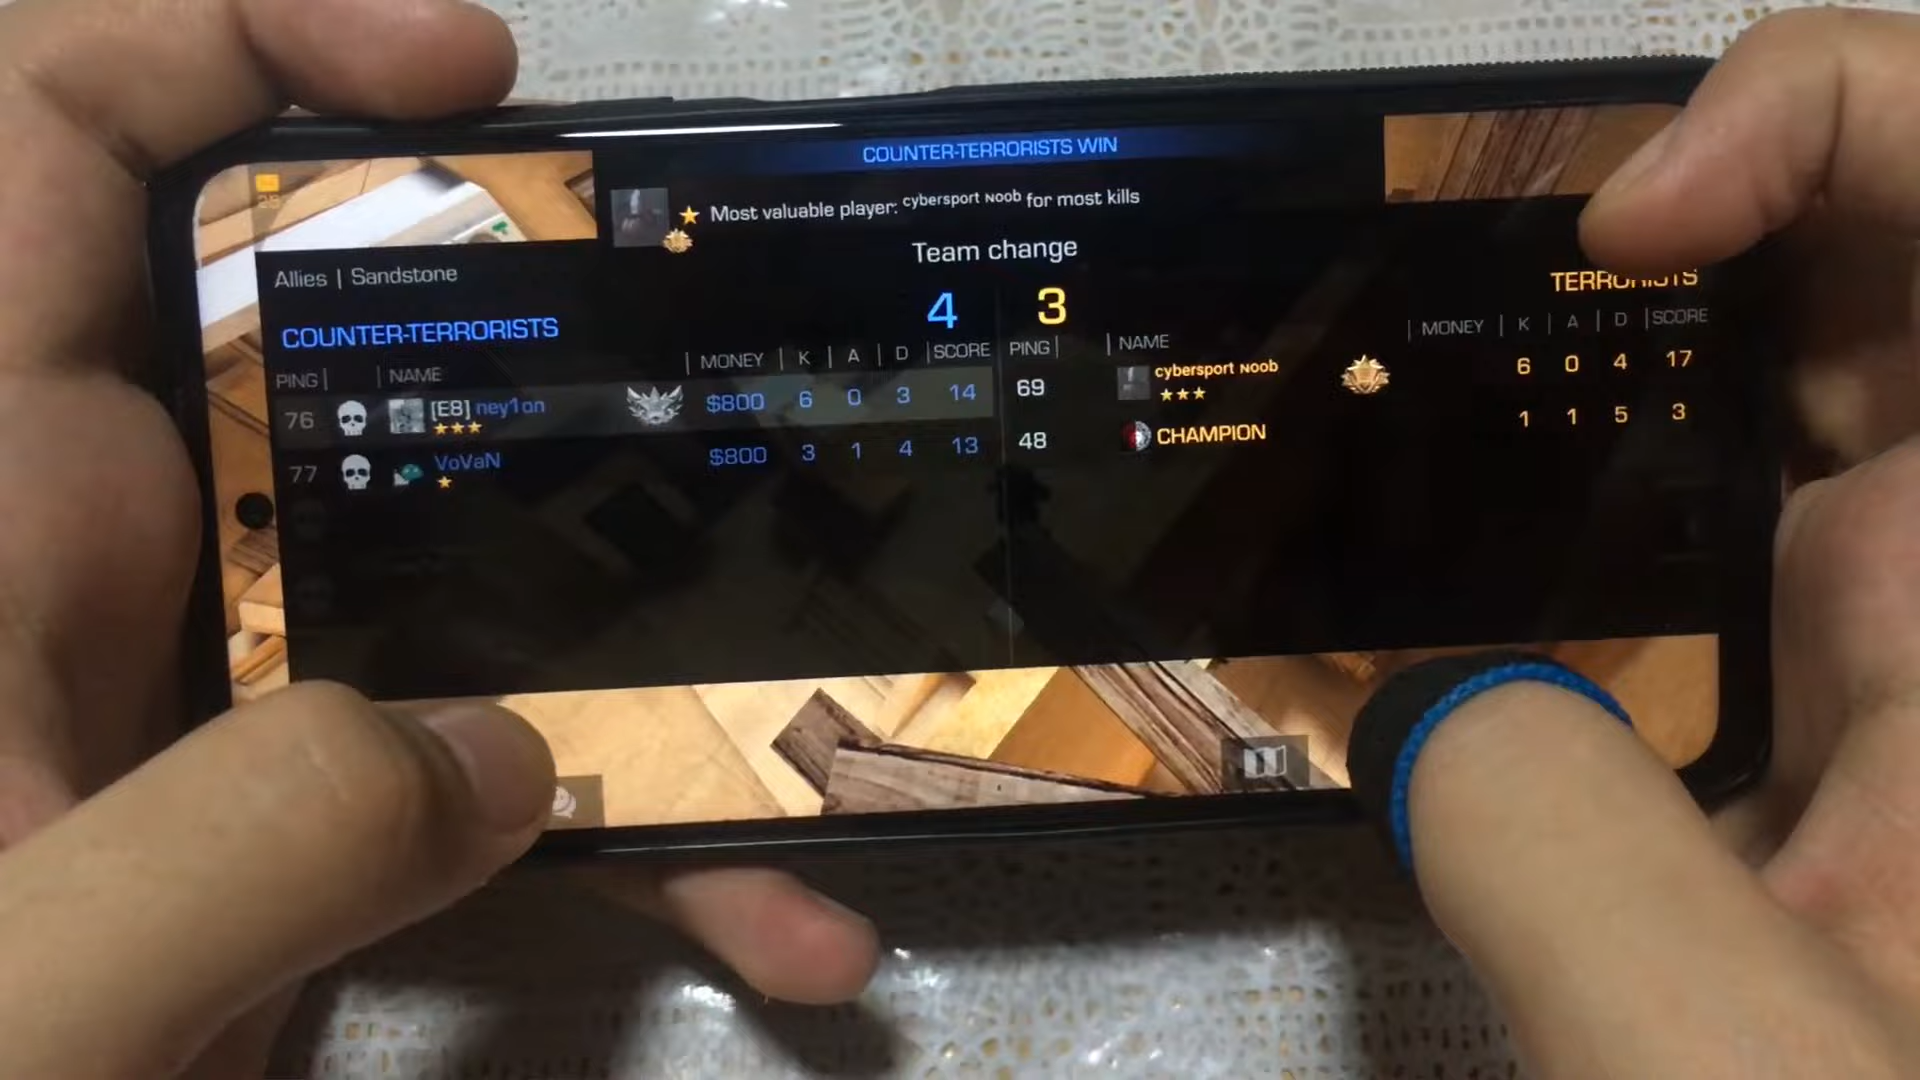 COUNTER-TERRORISTS WIN
Most valuable player: cybersport Noob for most kills
Team change
Allies | Sandstone
4 3
COUNTER-TERRORISTS
TERRORISTS
PING | | NAME | MONEY | K | A | D | SCORE
76 [E8] ney1on $800 6 0 3 14
77 VoVaN $800 3 1 4 13
PING | | NAME | MONEY | K | A | D | SCORE
69 cybersport Noob 6 0 4 17
48 CHAMPION 1 1 5 3